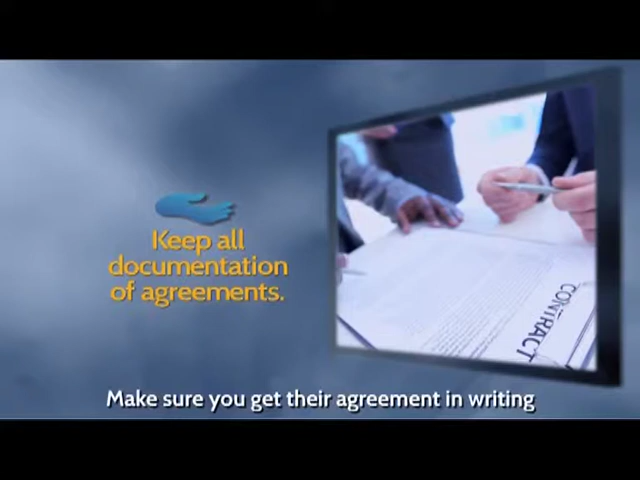 Keep all
documentation
of agreements.
CONTRACT
Make sure you get their agreement in writing